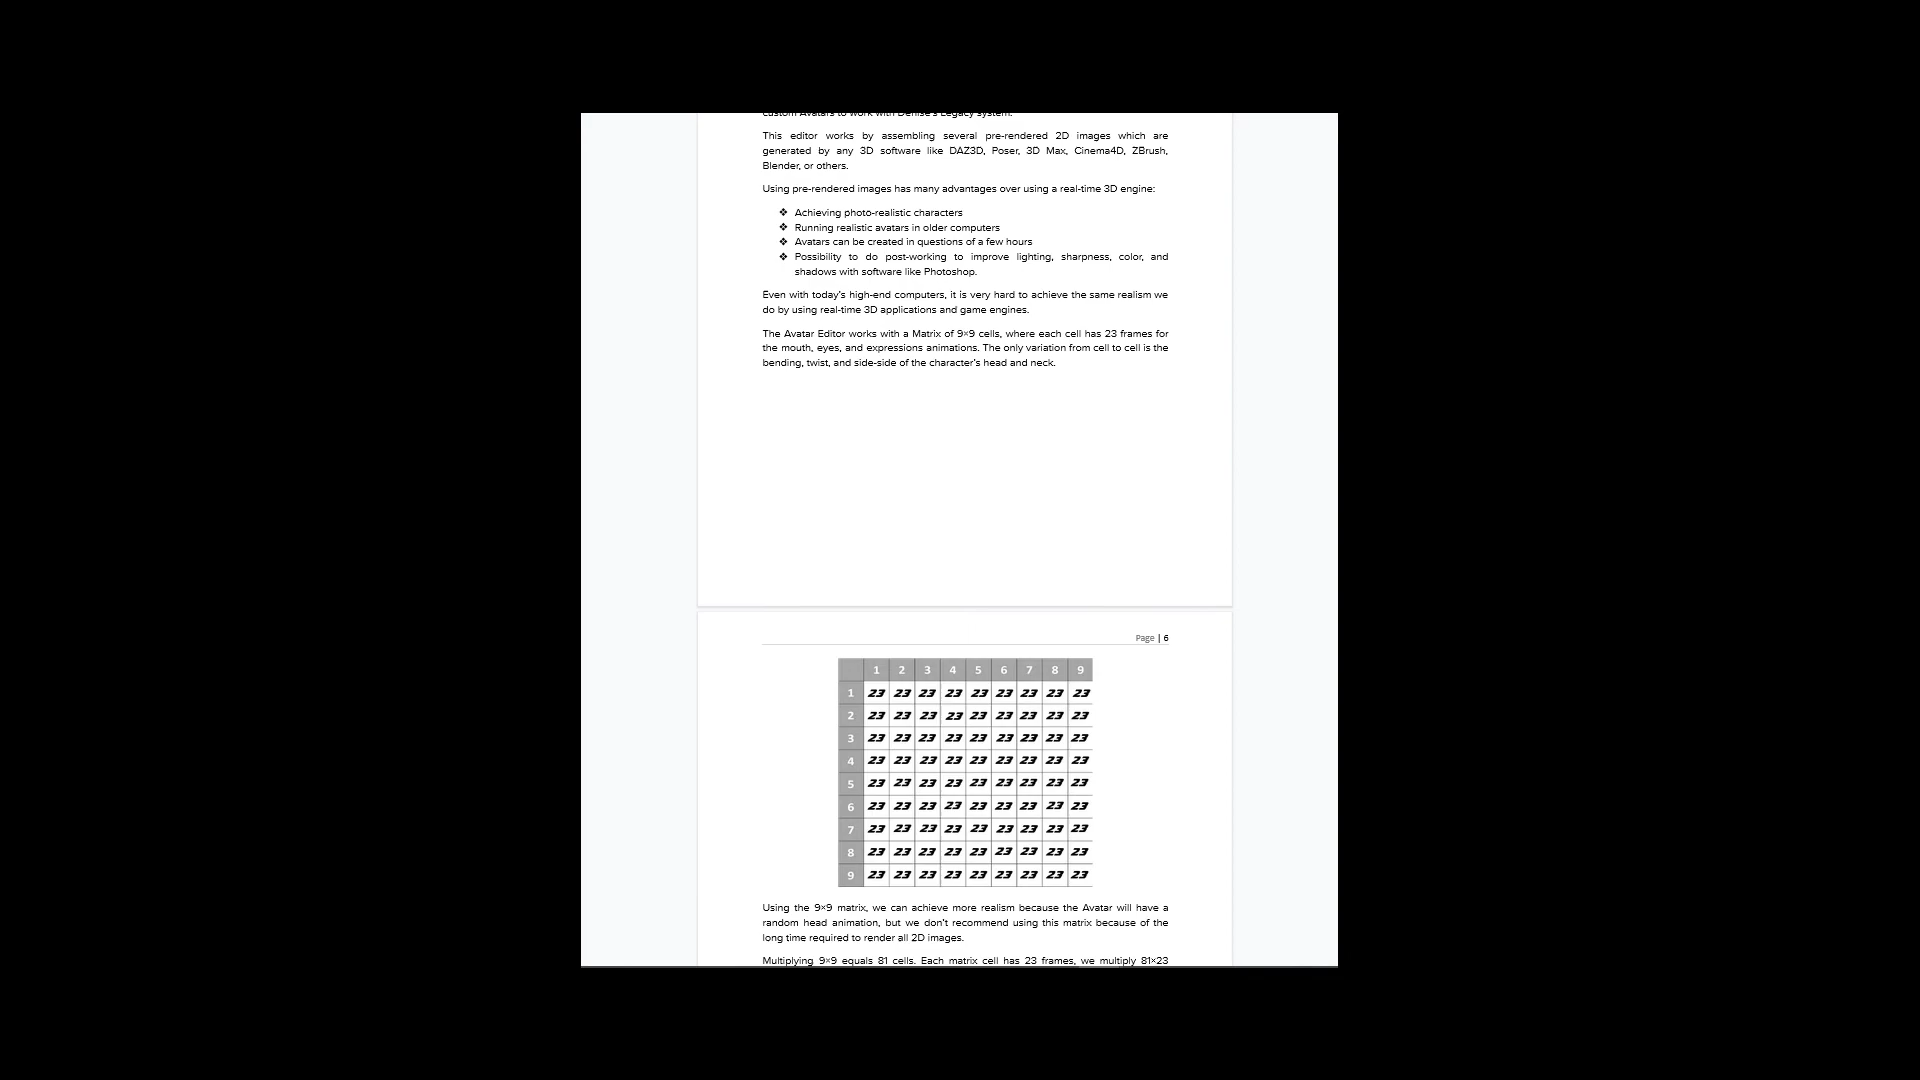 custom Avatars to work with Denise's Legacy system.
This editor works by assembling several pre-rendered 2D images which are
generated by any 3D software like DAZ3D, Poser, 3D Max, Cinema4D, ZBrush,
Blender, or others.
Using pre-rendered images has many advantages over using a real-time 3D engine:
❖ Achieving photo-realistic characters
❖ Running realistic avatars in older computers
❖ Avatars can be created in questions of a few hours
❖ Possibility to do post-working to improve lighting, sharpness, color, and
shadows with software like Photoshop.
Even with today's high-end computers, it is very hard to achieve the same realism we
do by using real-time 3D applications and game engines.
The Avatar Editor works with a Matrix of 9×9 cells, where each cell has 23 frames for
the mouth, eyes, and expressions animations. The only variation from cell to cell is the
bending, twist, and side-side of the character's head and neck.
Page | 6
1 2 3 4 5 6 7 8 9
1 23 23 23 23 23 23 23 23 23
2 23 23 23 23 23 23 23 23 23
3 23 23 23 23 23 23 23 23 23
4 23 23 23 23 23 23 23 23 23
5 23 23 23 23 23 23 23 23 23
6 23 23 23 23 23 23 23 23 23
7 23 23 23 23 23 23 23 23 23
8 23 23 23 23 23 23 23 23 23
9 23 23 23 23 23 23 23 23 23
Using the 9×9 matrix, we can achieve more realism because the Avatar will have a
random head animation, but we don't recommend using this matrix because of the
long time required to render all 2D images.
Multiplying 9×9 equals 81 cells. Each matrix cell has 23 frames, we multiply 81×23